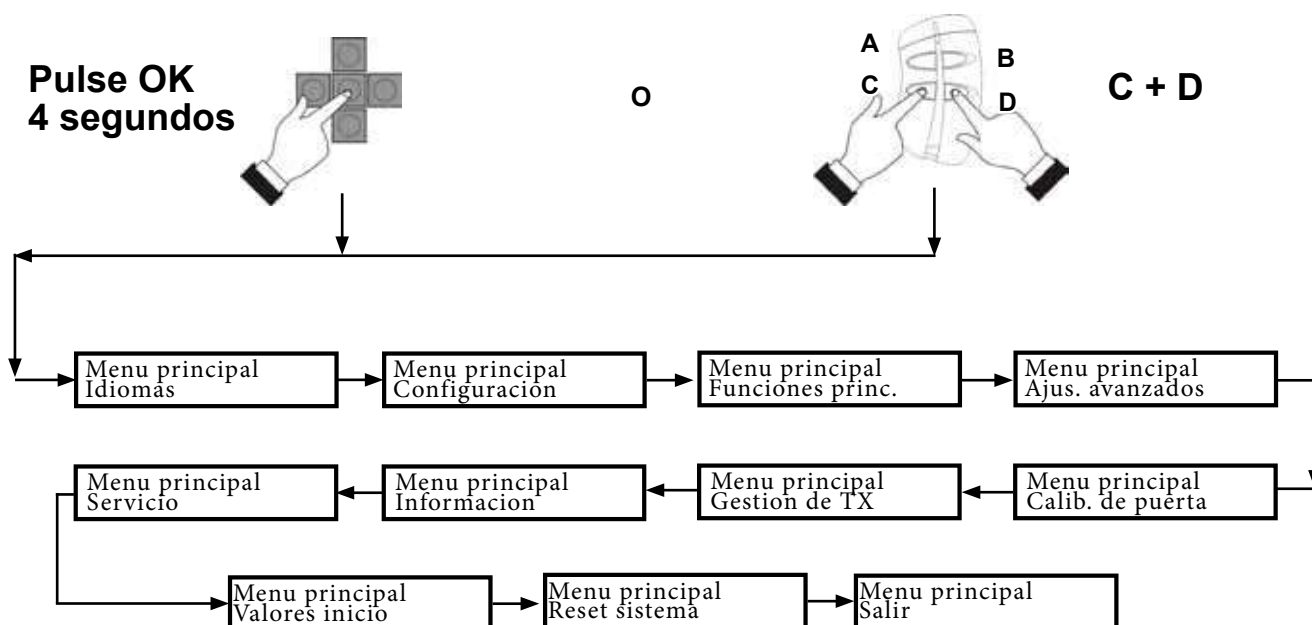 Pulse OK
4 segundos
O
A
B
C
D
C + D
Menu principal
Idiomas
Menu principal
Configuracion
Menu principal
Funciones princ.
Menu principal
Ajus. avanzados
Menu principal
Servicio
Menu principal
Informacion
Menu principal
Gestion de TX
Menu principal
Calib. de puerta
Menu principal
Valores inicio
Menu principal
Reset sistema
Menu principal
Salir